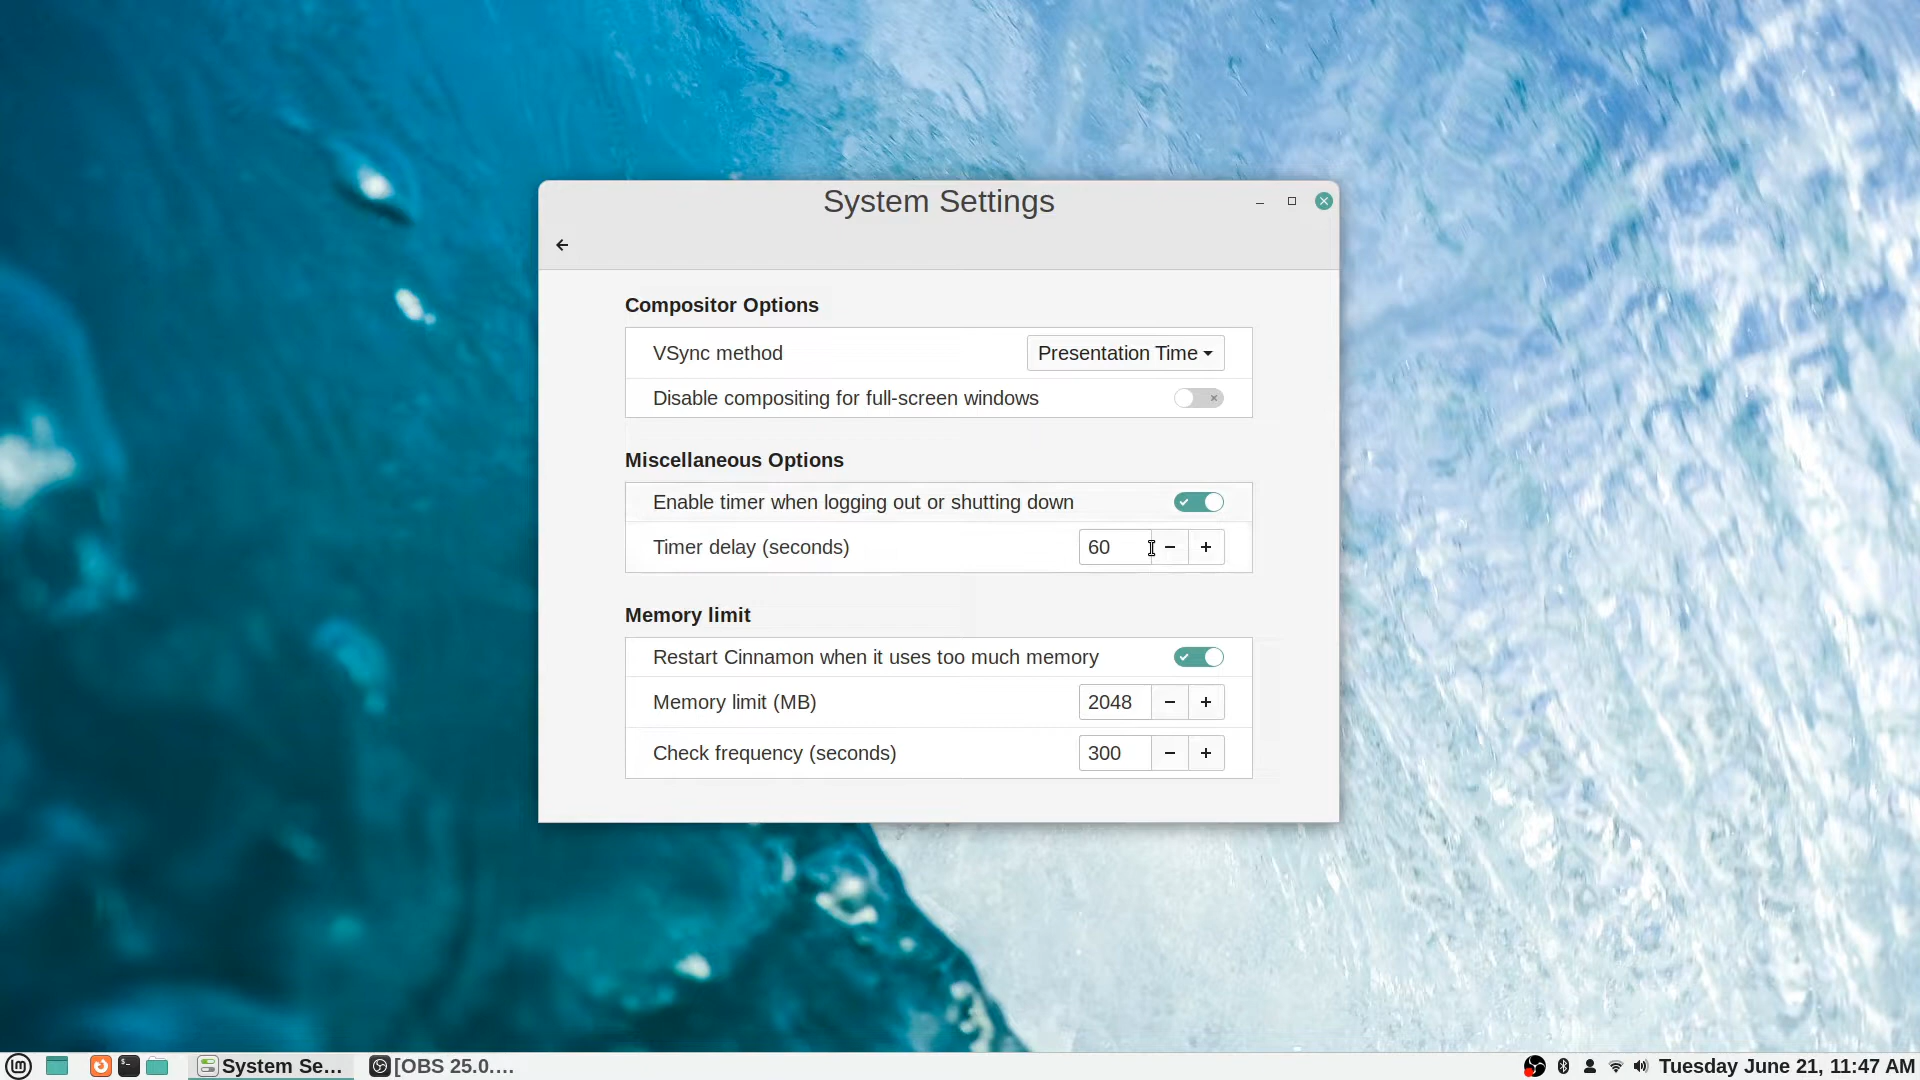 System Settings
Compositor Options
VSync method
Presentation Time
Disable compositing for full-screen windows
Miscellaneous Options
Enable timer when logging out or shutting down
Timer delay (seconds)
60
Memory limit
Restart Cinnamon when it uses too much memory
Memory limit (MB)
2048
Check frequency (seconds)
300
System Se...
[OBS 25.0....
Tuesday June 21, 11:47 AM